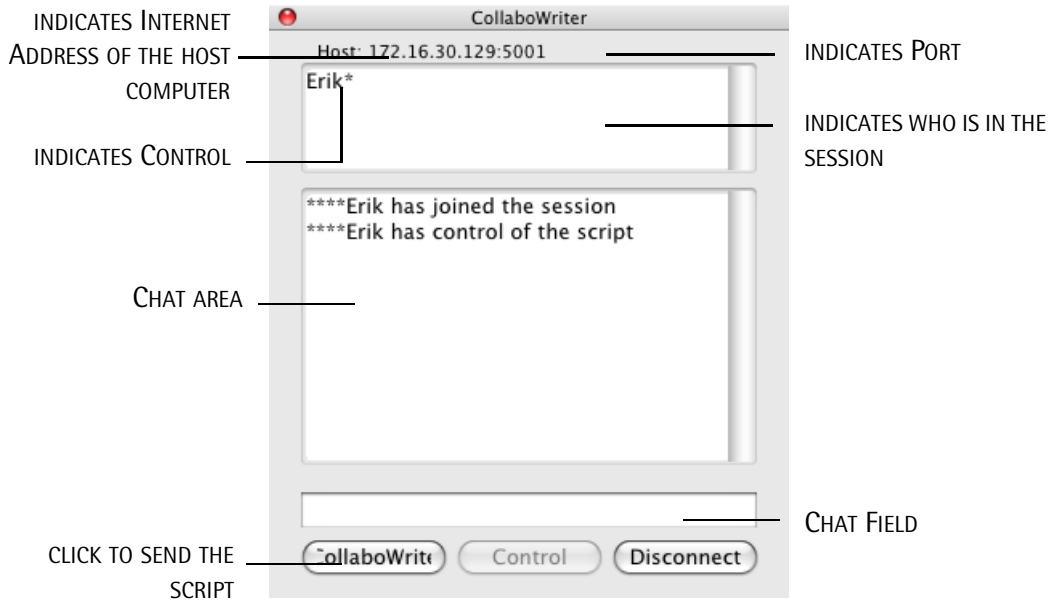 CollaboWriter
INDICATES INTERNET
ADDRESS OF THE HOST
COMPUTER
Host: 172.16.30.129:5001
INDICATES PORT
Erik*
INDICATES WHO IS IN THE
SESSION
INDICATES CONTROL
****Erik has joined the session
****Erik has control of the script
CHAT AREA
CHAT FIELD
CLICK TO SEND THE
SCRIPT
CollaboWrite
Control
Disconnect